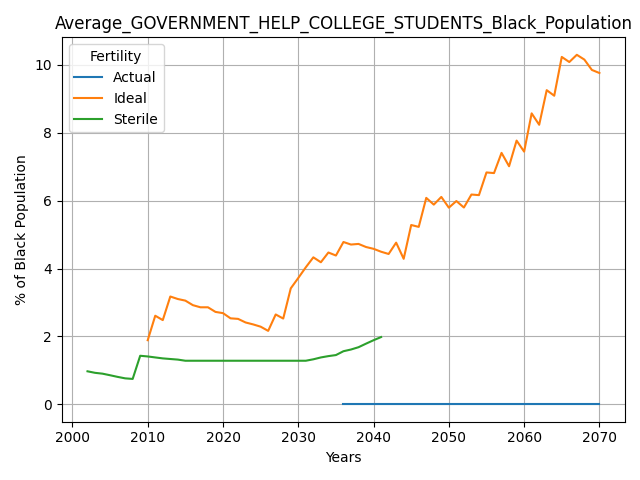 Average_GOVERNMENT_HELP_COLLEGE_STUDENTS_Black_Population
Fertility
Actual
Ideal
Sterile
% of Black Population
10
8
6
4
2
0
2000 2010 2020 2030 2040 2050 2060 2070
Years